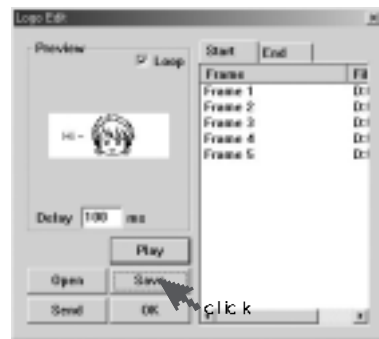 Logo Edit
Preview
Loop
Hi -
Delay 100 ms
Play
Open Save
Send OK
Start End
Frame Fil
Frame 1 D:\
Frame 2 D:\
Frame 3 D:\
Frame 4 D:\
Frame 5 D:\
click